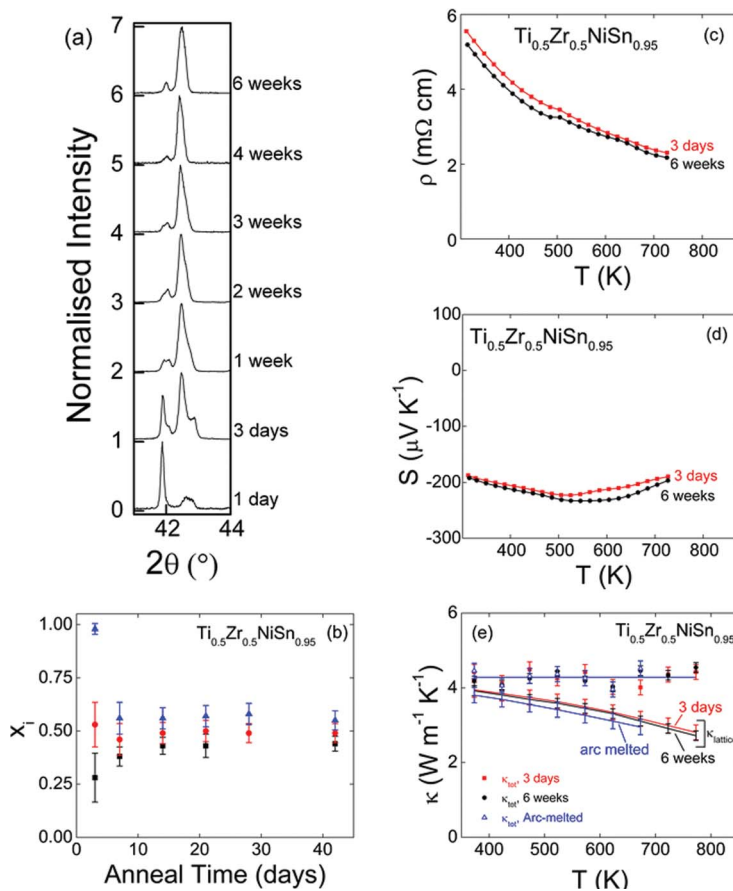 (a)
7
6
5
4
3
2
1
0
Normalised Intensity
6 weeks
4 weeks
3 weeks
2 weeks
1 week
3 days
1 day
42 44
2θ (°)
(b)
Ti0.5Zr0.5NiSn0.95
1.00
0.75
0.50
0.25
0.00
xi
0 10 20 30 40
Anneal Time (days)
Ti0.5Zr0.5NiSn0.95
(c)
6
4
2
0
ρ (mΩ cm)
3 days
6 weeks
400 500 600 700 800
T (K)
Ti0.5Zr0.5NiSn0.95
(d)
100
0
-100
-200
-300
S (μV K-1)
3 days
6 weeks
400 500 600 700 800
T (K)
(e)
Ti0.5Zr0.5NiSn0.95
6
4
2
0
κ (W m-1 K-1)
3 days
κlattice
6 weeks
arc melted
κtot, 3 days
κtot, 6 weeks
κtot, Arc-melted
400 500 600 700 800
T (K)